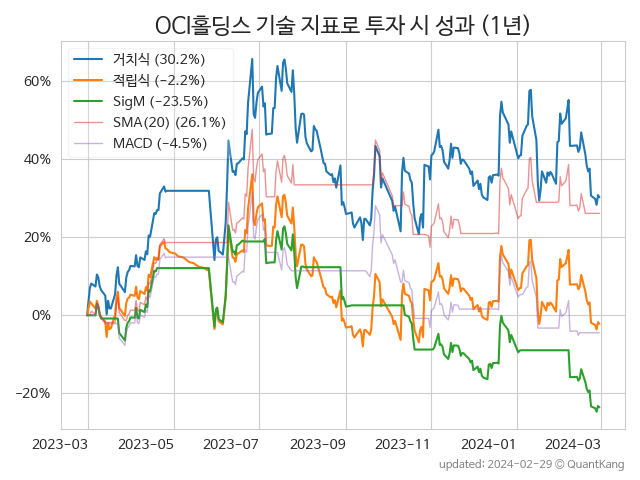 OCI홀딩스 기술 지표로 투자 시 성과 (1년)
거치식 (30.2%)
적립식 (−2.2%)
SigM (−23.5%)
SMA(20) (26.1%)
MACD (−4.5%)
60%
40%
20%
0%
−20%
2023−03 2023−05 2023−07 2023−09 2023−11 2024−01 2024−03
updated: 2024−02−29 © QuantKang